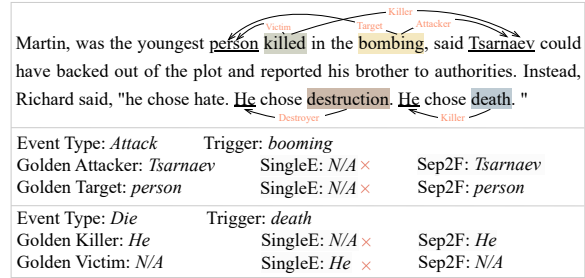 Killer
Victim
Target
Attacker
Martin, was the youngest person killed in the bombing, said Tsarnaev could
have backed out of the plot and reported his brother to authorities. Instead,
Richard said, "he chose hate. He chose destruction. He chose death. "
Destroyer
Killer
Event Type: Attack Trigger: booming
Golden Attacker: Tsarnaev SingleE: N/A × Sep2F: Tsarnaev
Golden Target: person SingleE: N/A × Sep2F: person
Event Type: Die Trigger: death
Golden Killer: He SingleE: N/A × Sep2F: He
Golden Victim: N/A SingleE: He × Sep2F: N/A